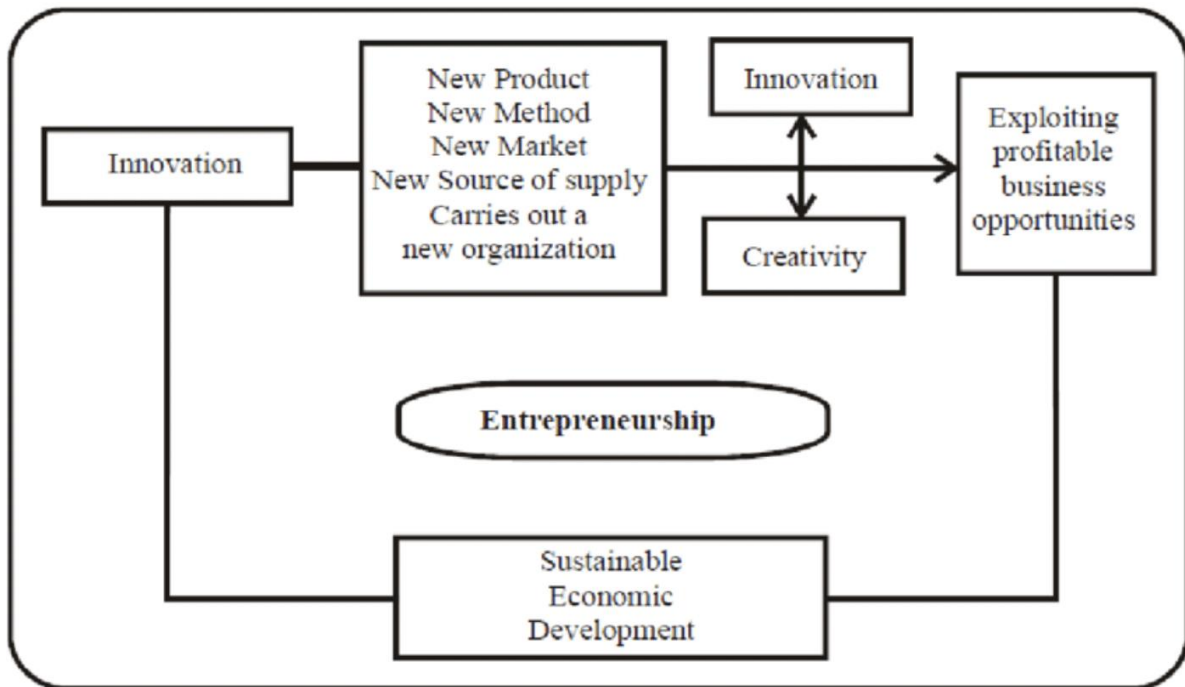 Innovation
New Product
New Method
New Market
New Source of supply
Carries out a
new organization
Innovation
Creativity
Exploiting
profitable
business
opportunities
Entrepreneurship
Sustainable
Economic
Development